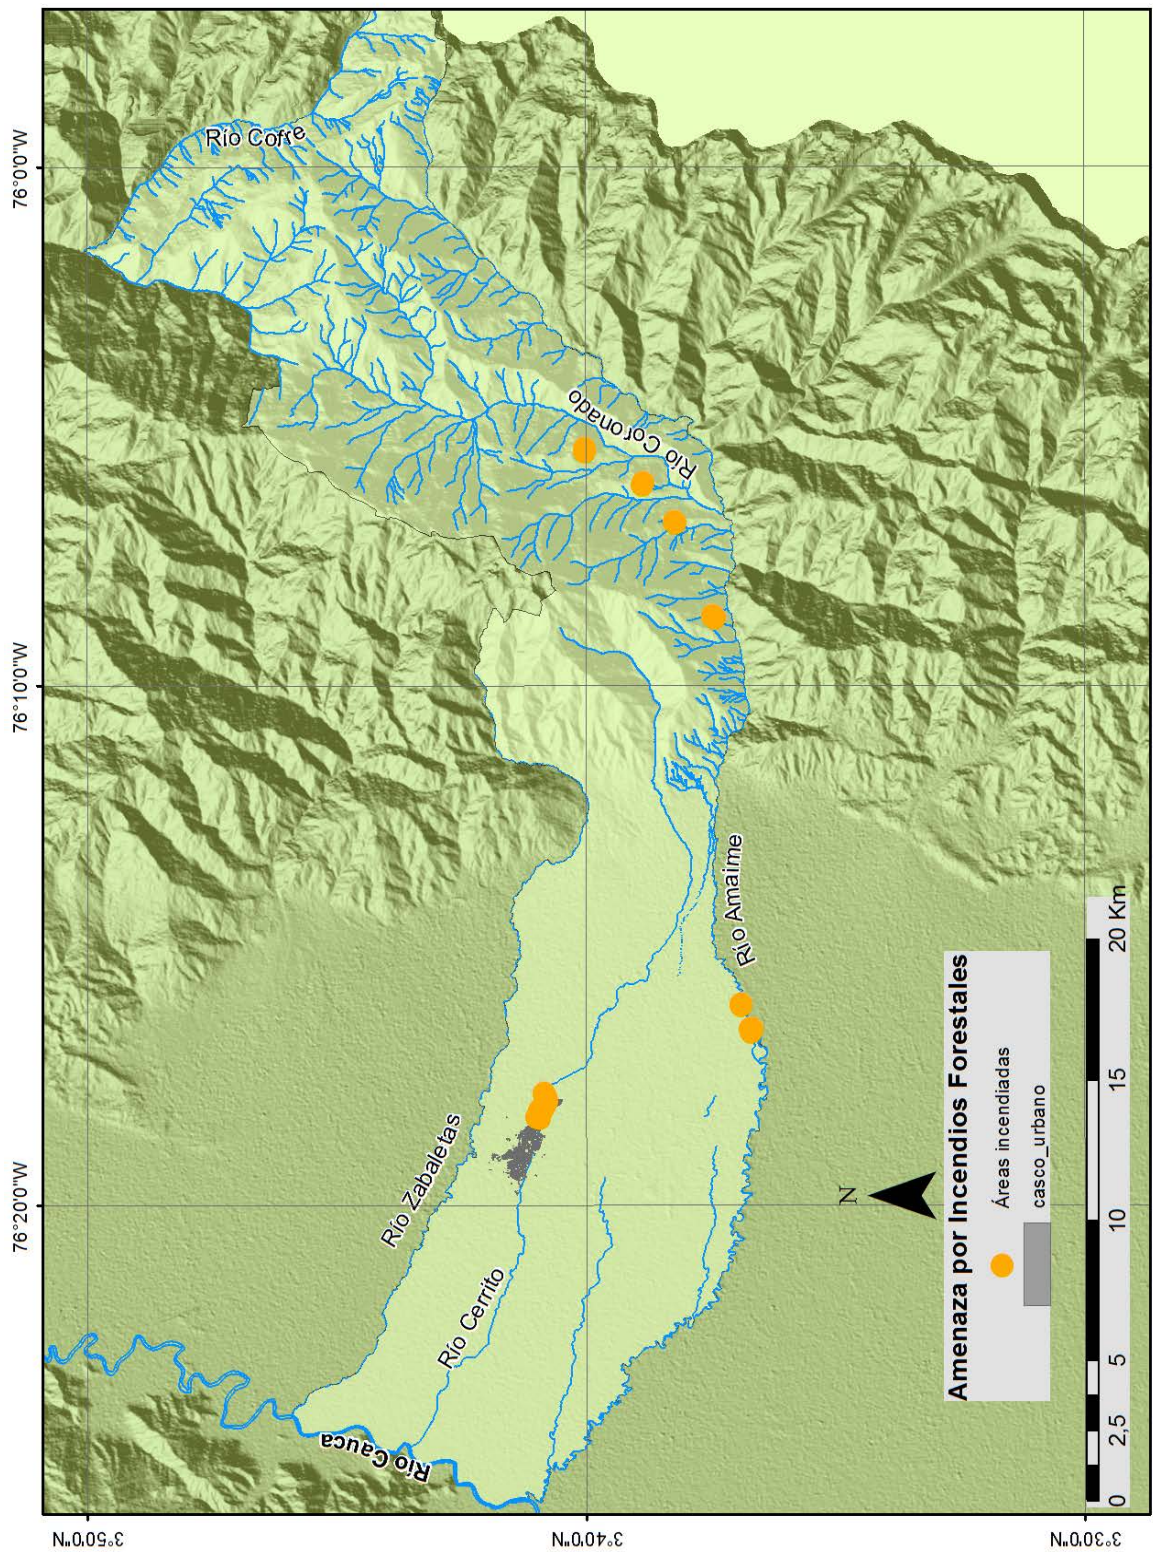 76°20'0"W
76°10'0"W
76°0'0"W
3°50'0"N
3°40'0"N
3°30'0"N
Río Cauca
Río Zabaletas
Río Cerrito
Río Amaime
Río Coronado
Río Cofre
N
Amenaza por Incendios Forestales
Áreas incendiadas
casco_urbano
0 2,5 5 10 15 20 Km